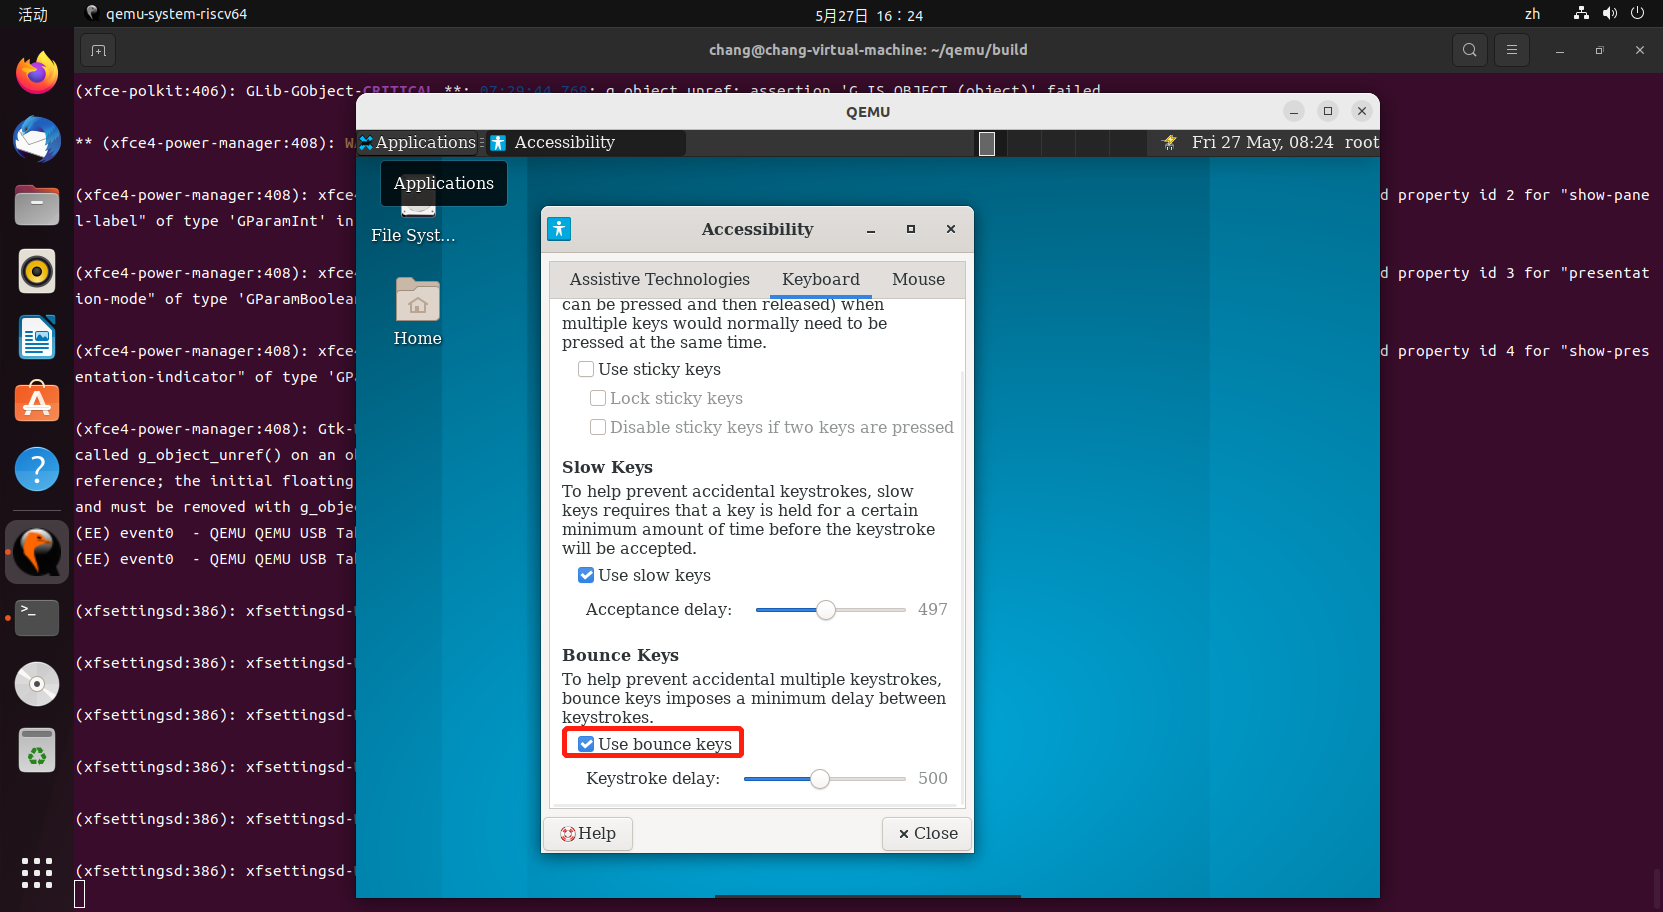 活动
qemu-system-riscv64
5月27日 16：24
zh
chang@chang-virtual-machine: ~/qemu/build
(xfce-polkit:406): GLib-GObject-CRITICAL **: 07:29:44.768: g_object_unref: assertion 'G_IS_OBJECT (object)' failed
** (xfce4-power-manager:408):
(xfce4-power-manager:408): xfce
d property id 2 for "show-pane
l-label" of type 'GParamInt' in
(xfce4-power-manager:408): xfce
d property id 3 for "presentat
ion-mode" of type 'GParamBoolea
(xfce4-power-manager:408): xfce
d property id 4 for "show-pres
entation-indicator" of type 'GP
(xfce4-power-manager:408): Gtk-
called g_object_unref() on an o
reference; the initial floating
and must be removed with g_obje
(EE) event0  - QEMU QEMU USB Ta
(EE) event0  - QEMU QEMU USB Ta
(xfsettingsd:386): xfsettingsd-
(xfsettingsd:386): xfsettingsd-
(xfsettingsd:386): xfsettingsd-
(xfsettingsd:386): xfsettingsd-
(xfsettingsd:386): xfsettingsd-
(xfsettingsd:386): xfsettingsd-
QEMU
Applications
Accessibility
Fri 27 May, 08:24 root
Applications
File Syst...
Home
Accessibility
Assistive Technologies
Keyboard
Mouse
can be pressed and then released) when
multiple keys would normally need to be
pressed at the same time.
Use sticky keys
Lock sticky keys
Disable sticky keys if two keys are pressed
Slow Keys
To help prevent accidental keystrokes, slow
keys requires that a key is held for a certain
minimum amount of time before the keystroke
will be accepted.
Use slow keys
Acceptance delay: 497
Bounce Keys
To help prevent accidental multiple keystrokes,
bounce keys imposes a minimum delay between
keystrokes.
Use bounce keys
Keystroke delay: 500
Help
Close